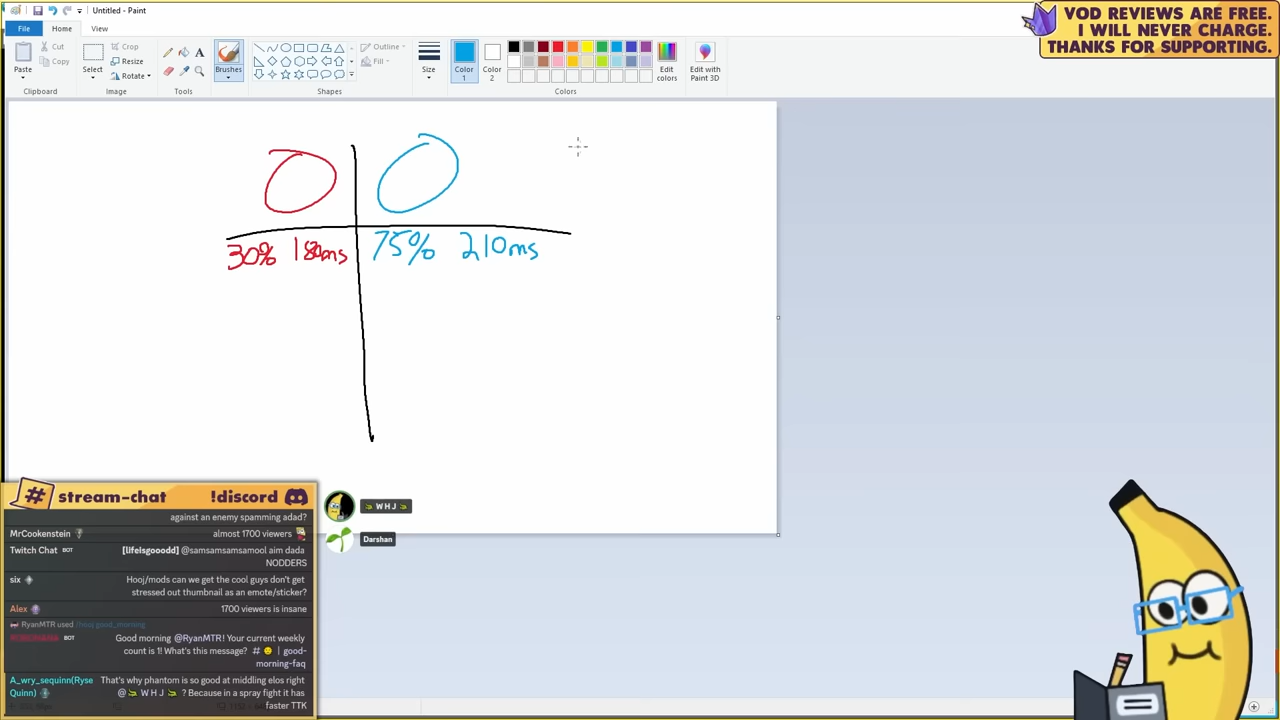 Untitled - Paint
File Home View
Paste
Cut
Copy
Clipboard
Select
Crop
Resize
Rotate
Image
Tools
Brushes
Shapes
Outline
Fill
Size
Color 1
Color 2
Colors
Edit colors
Edit with Paint 3D
VOD REVIEWS ARE FREE.
I WILL NEVER CHARGE.
THANKS FOR SUPPORTING.
30% 180ms 75% 210ms
# stream-chat !discord
against an enemy spamming adad?
MrCookenstein almost 1700 viewers
Twitch Chat BOT [lifeisgooodd] @samsamsamsamool aim dada
NODDERS
six Hooj/mods can we get the cool guys don't get
stressed out thumbnail as an emote/sticker?
Alex 1700 viewers is insane
RyanMTR used /hooj good_morning
BOT Good morning @RyanMTR! Your current weekly
count is 1! What's this message? # | good-
morning-faq
A_wry_sequinn(Ryse That's why phantom is so good at middling elos right
Quinn) @ W H J ? Because in a spray fight it has
faster TTK
W H J
Darshan